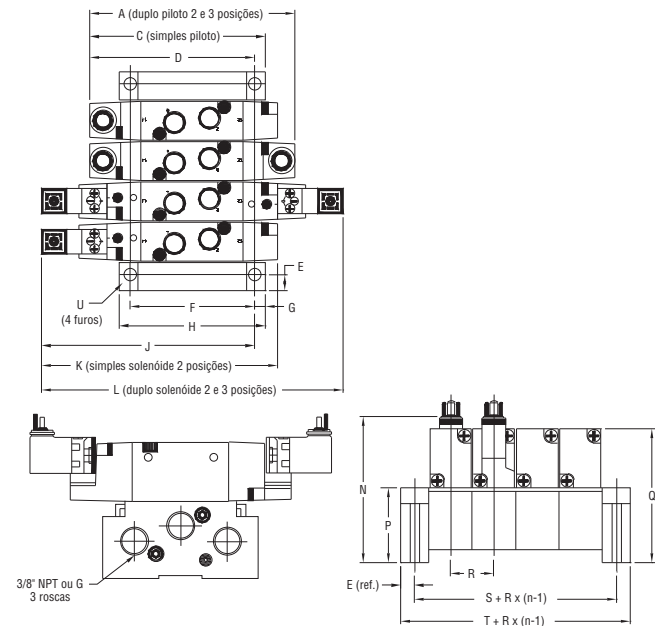 A (duplo piloto 2 e 3 posições)
C (simples piloto)
D
E
U
(4 furos)
F
G
H
J
K (simples solenóide 2 posições)
L (duplo solenóide 2 e 3 posições)
3/8" NPT ou G
3 roscas
N
P
Q
E (ref.)
R
S + R x (n-1)
T + R x (n-1)